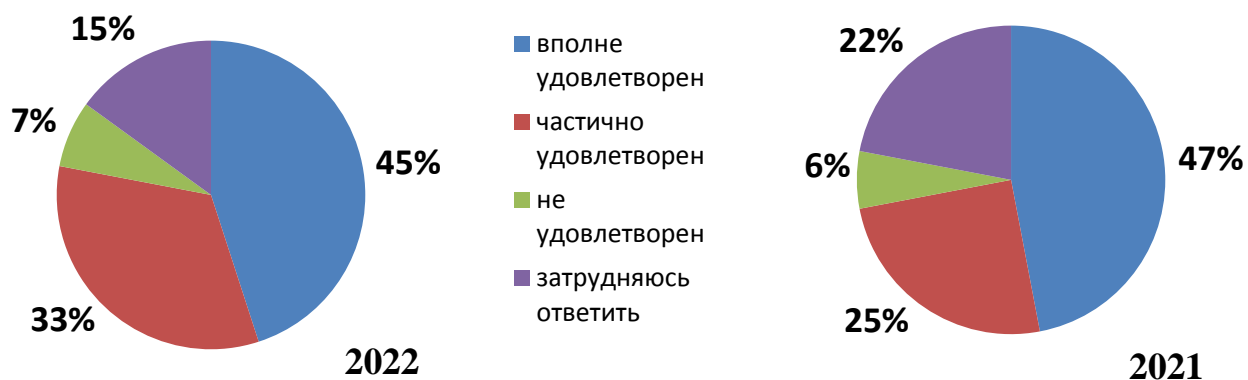 15%
7%
45%
33%
2022
вполне
удовлетворен
частично
удовлетворен
не
удовлетворен
затрудняюсь
ответить
22%
6%
47%
25%
2021